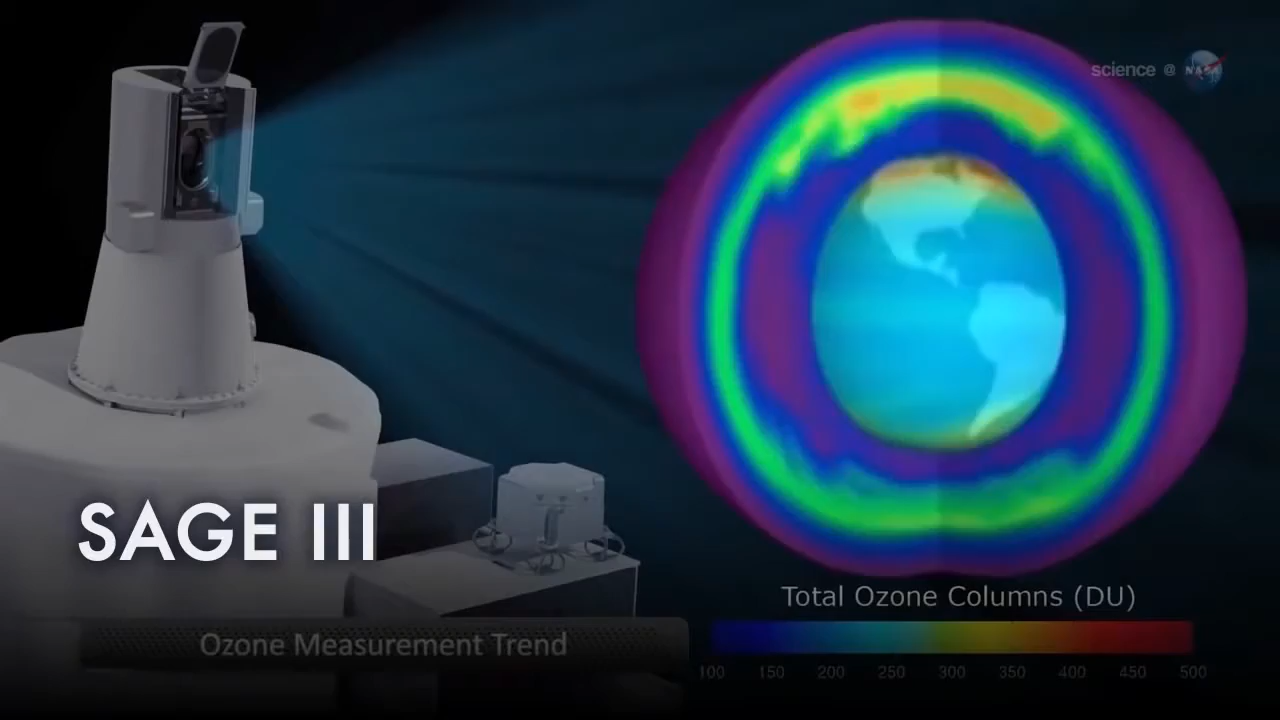 science @ NASA
SAGE III
Ozone Measurement Trend
Total Ozone Columns (DU)
100 150 200 250 300 350 400 450 500